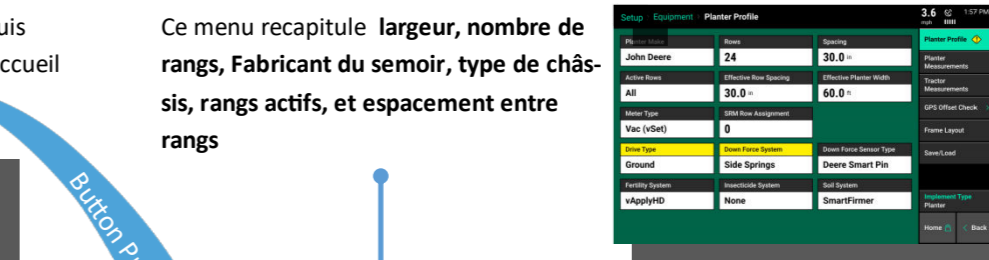 uis
ccueil
Ce menu recapitule largeur, nombre de
rangs, Fabricant du semoir, type de châs-
sis, rangs actifs, et espacement entre
rangs
Button
Setup Equipment Planter Profile
3.6 mph 1:57 PM
Planter Make Rows Spacing
John Deere 24 30.0 in
Active Rows Effective Row Spacing Effective Planter Width
All 30.0 in 60.0 ft
Meter Type SRM Row Assignment
Vac (vSet) 0
Drive Type Down Force System Down Force Sensor Type
Ground Side Springs Deere Smart Pin
Fertility System Insecticide System Soil System
vApplyHD None SmartFirmer
Planter Profile
Planter
Measurements
Tractor
Measurements
GPS Offset Check
Frame Layout
Save/Load
Implement Type
Planter
Home < Back